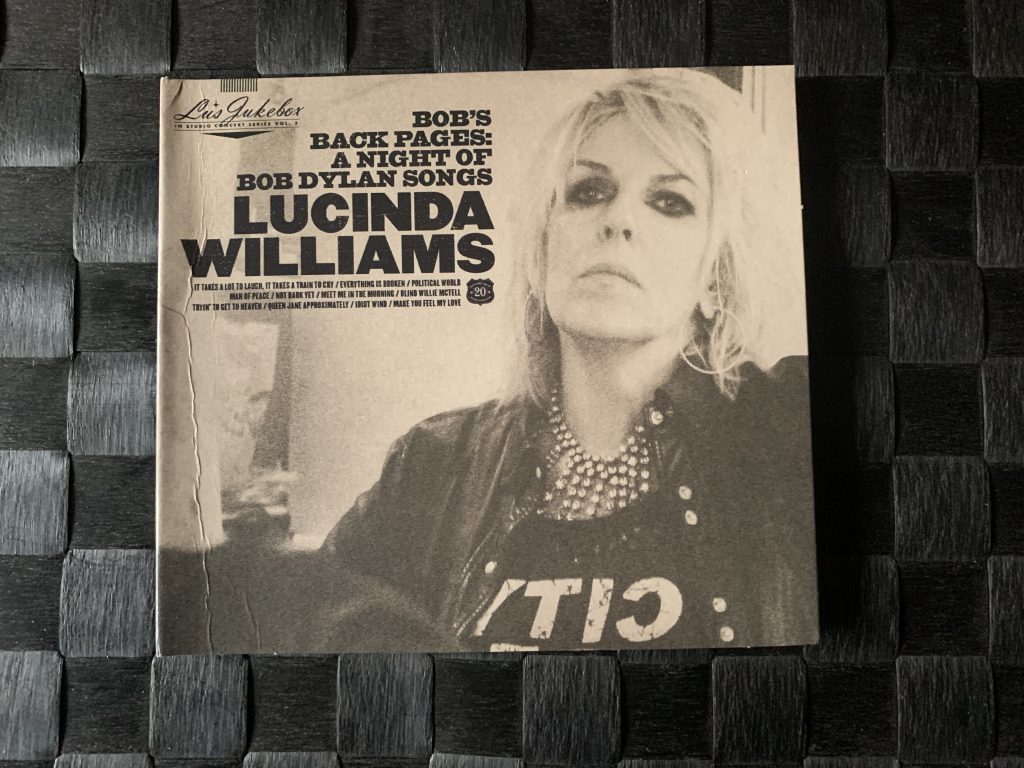 Lu's Jukebox
IN STUDIO CONCERT SERIES VOL. 3
BOB'S
BACK PAGES:
A NIGHT OF
BOB DYLAN SONGS
LUCINDA
WILLIAMS
IT TAKES A LOT TO LAUGH, IT TAKES A TRAIN TO CRY / EVERYTHING IS BROKEN / POLITICAL WORLD
MAN OF PEACE / NOT DARK YET / MEET ME IN THE MORNING / BLIND WILLIE MCTELL
TRYIN' TO GET TO HEAVEN / QUEEN JANE APPROXIMATELY / IDIOT WIND / MAKE YOU FEEL MY LOVE
20
CITY